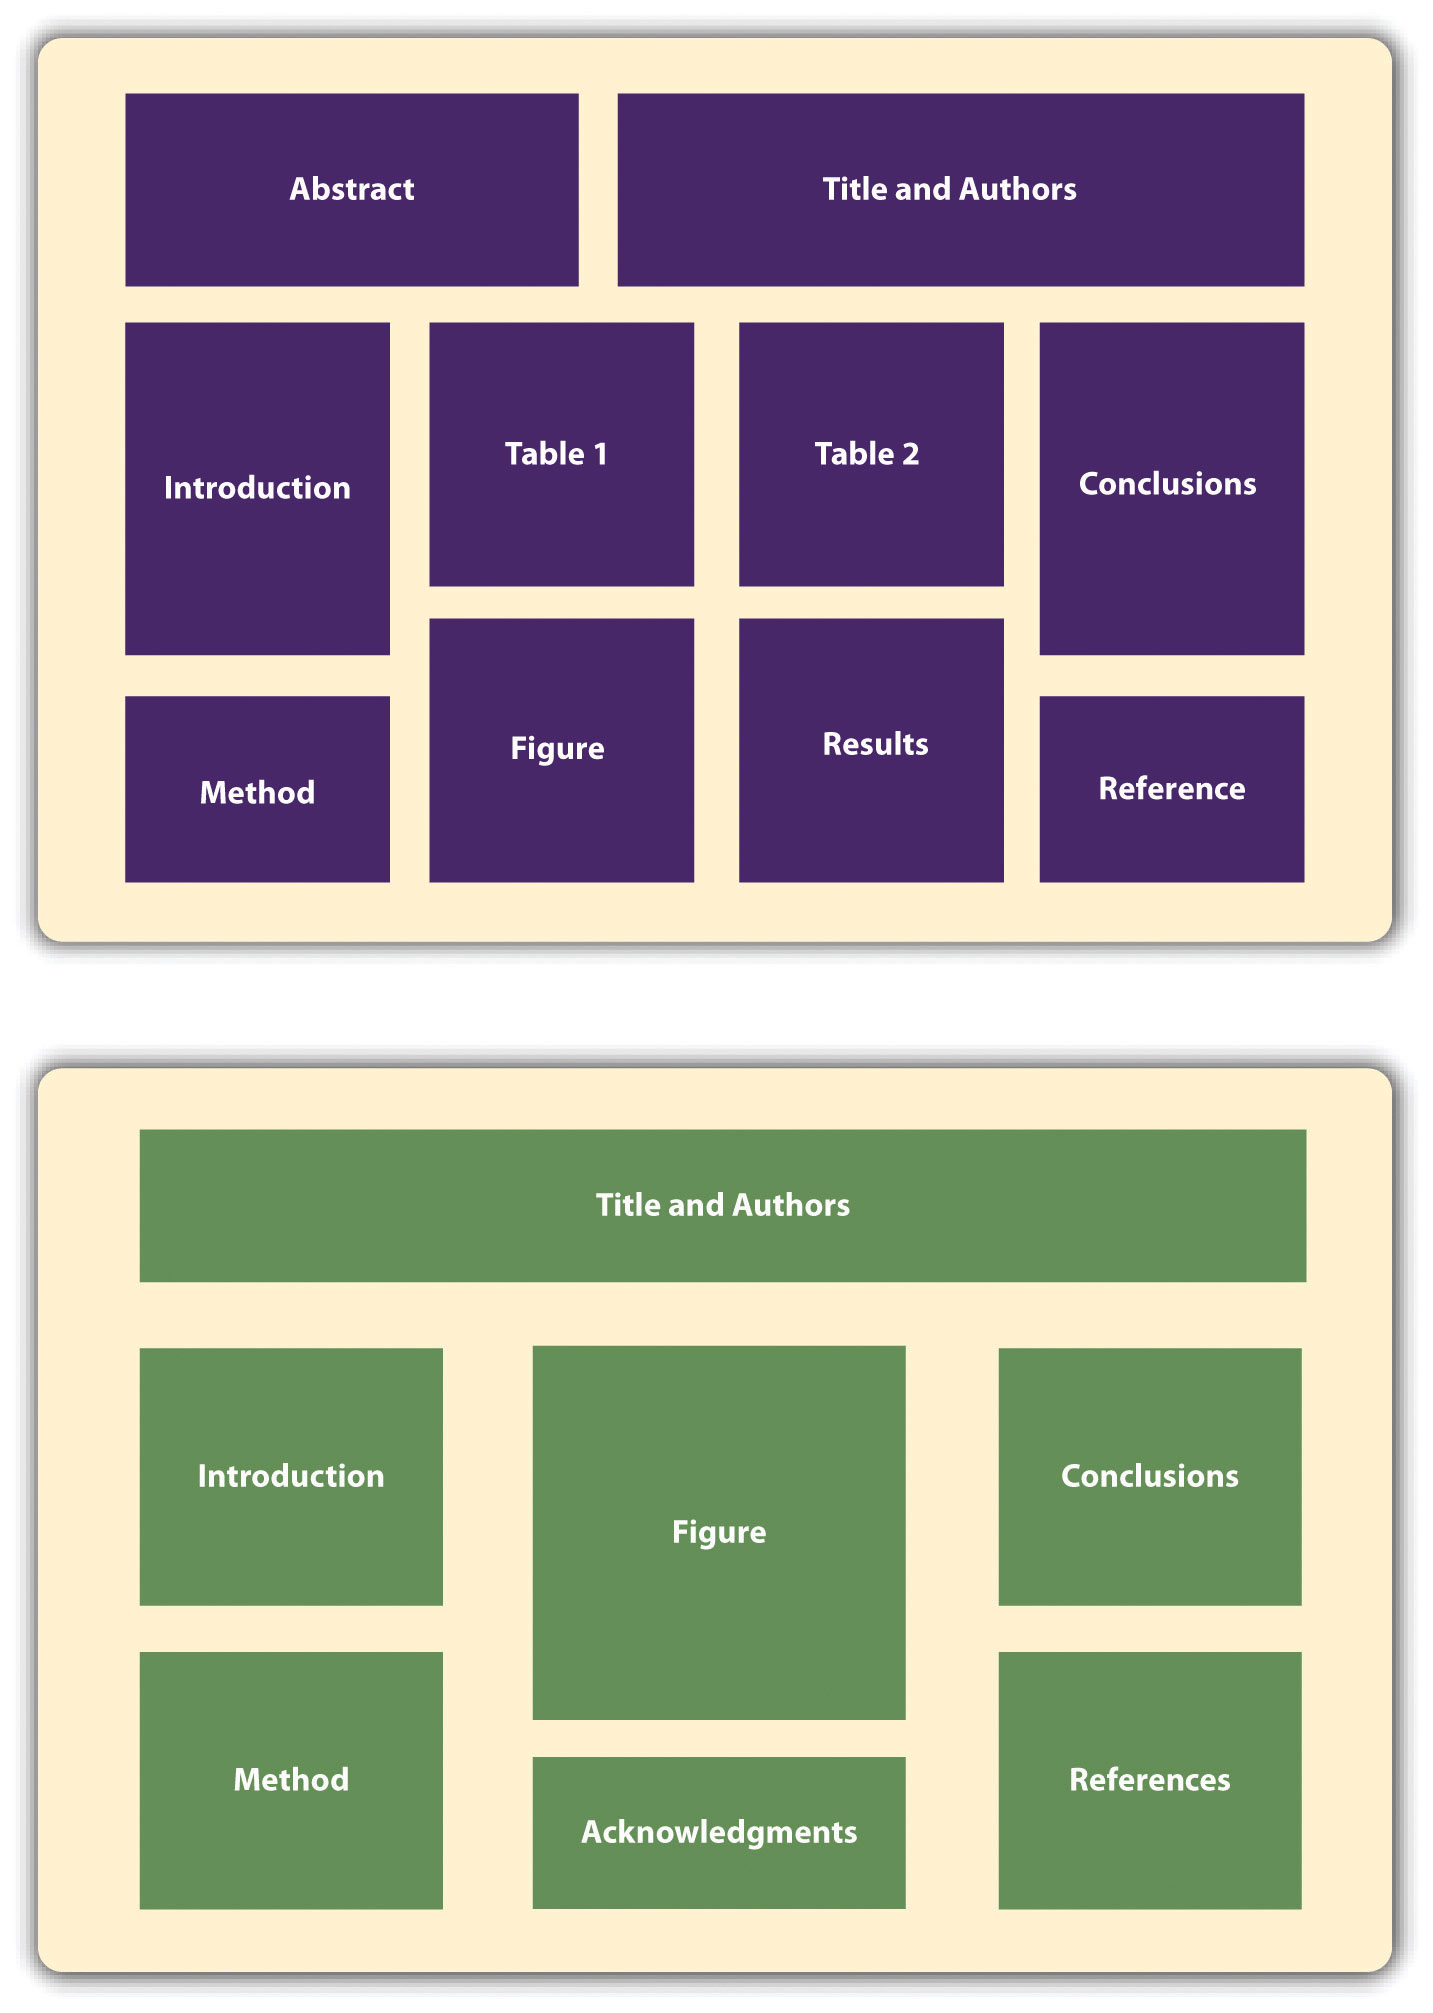 Abstract
Title and Authors
Introduction
Table 1
Table 2
Conclusions
Method
Figure
Results
Reference
Title and Authors
Introduction
Figure
Conclusions
Method
Acknowledgments
References